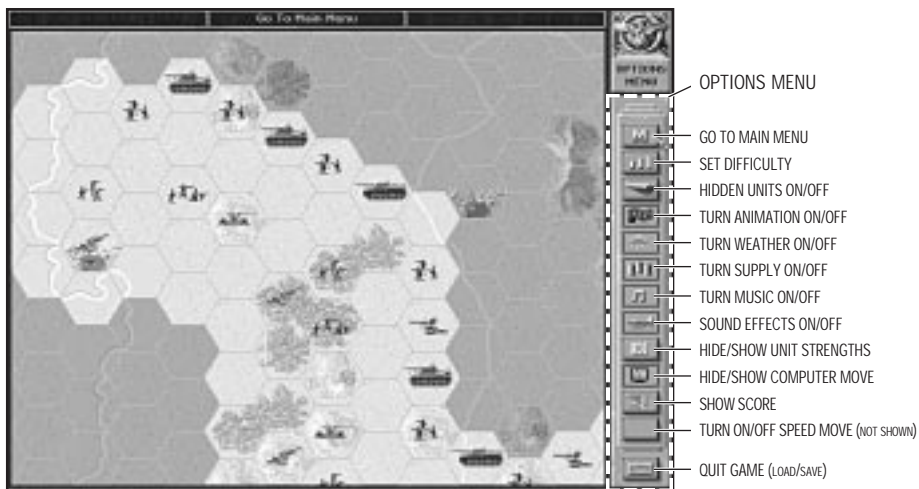 Go To Main Menu
OPTIONS
MENU
OPTIONS MENU
GO TO MAIN MENU
SET DIFFICULTY
HIDDEN UNITS ON/OFF
TURN ANIMATION ON/OFF
TURN WEATHER ON/OFF
TURN SUPPLY ON/OFF
TURN MUSIC ON/OFF
SOUND EFFECTS ON/OFF
HIDE/SHOW UNIT STRENGTHS
HIDE/SHOW COMPUTER MOVE
SHOW SCORE
TURN ON/OFF SPEED MOVE (NOT SHOWN)
QUIT GAME (LOAD/SAVE)